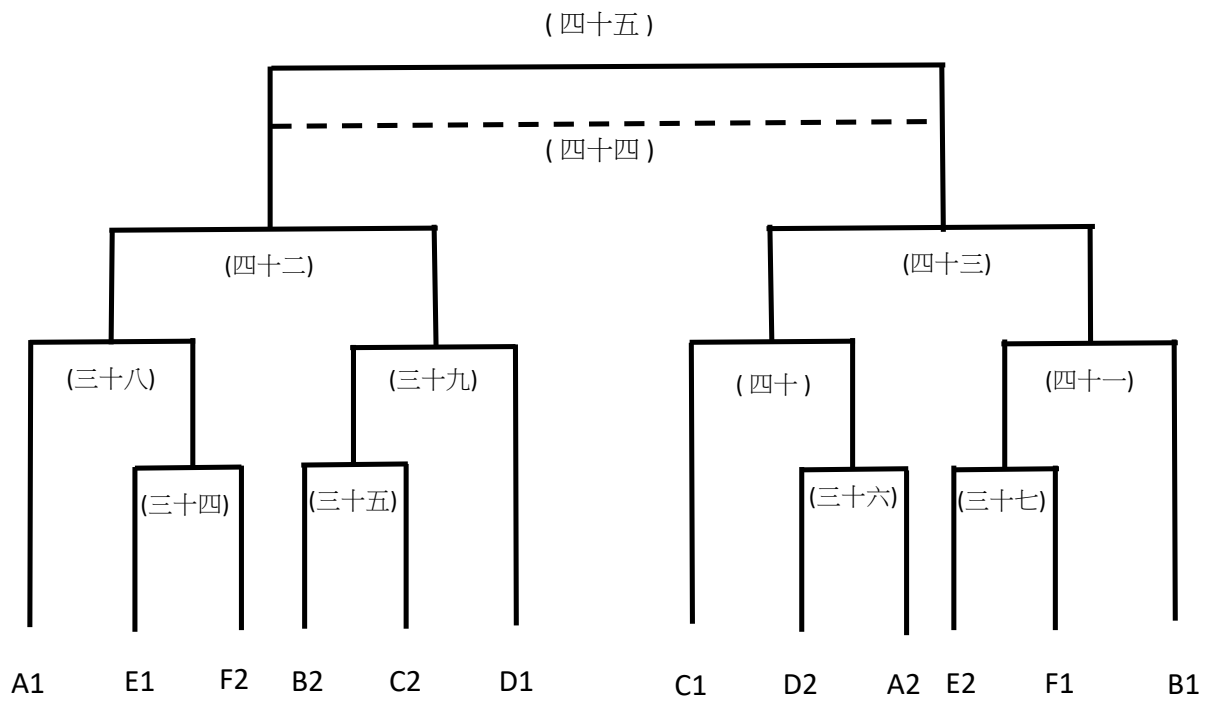 ( 四十五 )
( 四十四 )
(四十二) (四十三)
(三十八) (三十九) ( 四十 ) (四十一)
(三十四) (三十五) (三十六) (三十七)
A1 E1 F2 B2 C2 D1 C1 D2 A2 E2 F1 B1